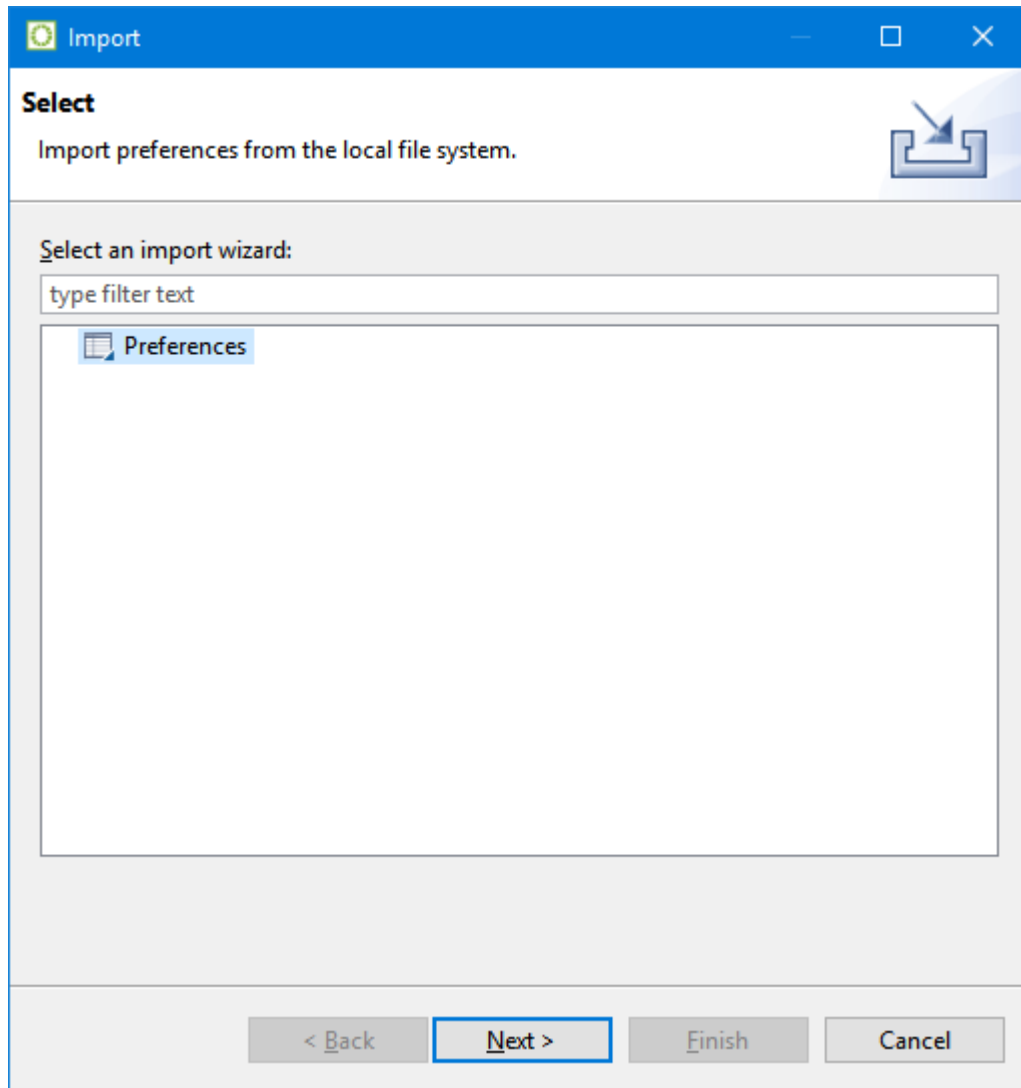 Import
Select
Import preferences from the local file system.
Select an import wizard:
type filter text
Preferences
< Back
Next >
Finish
Cancel